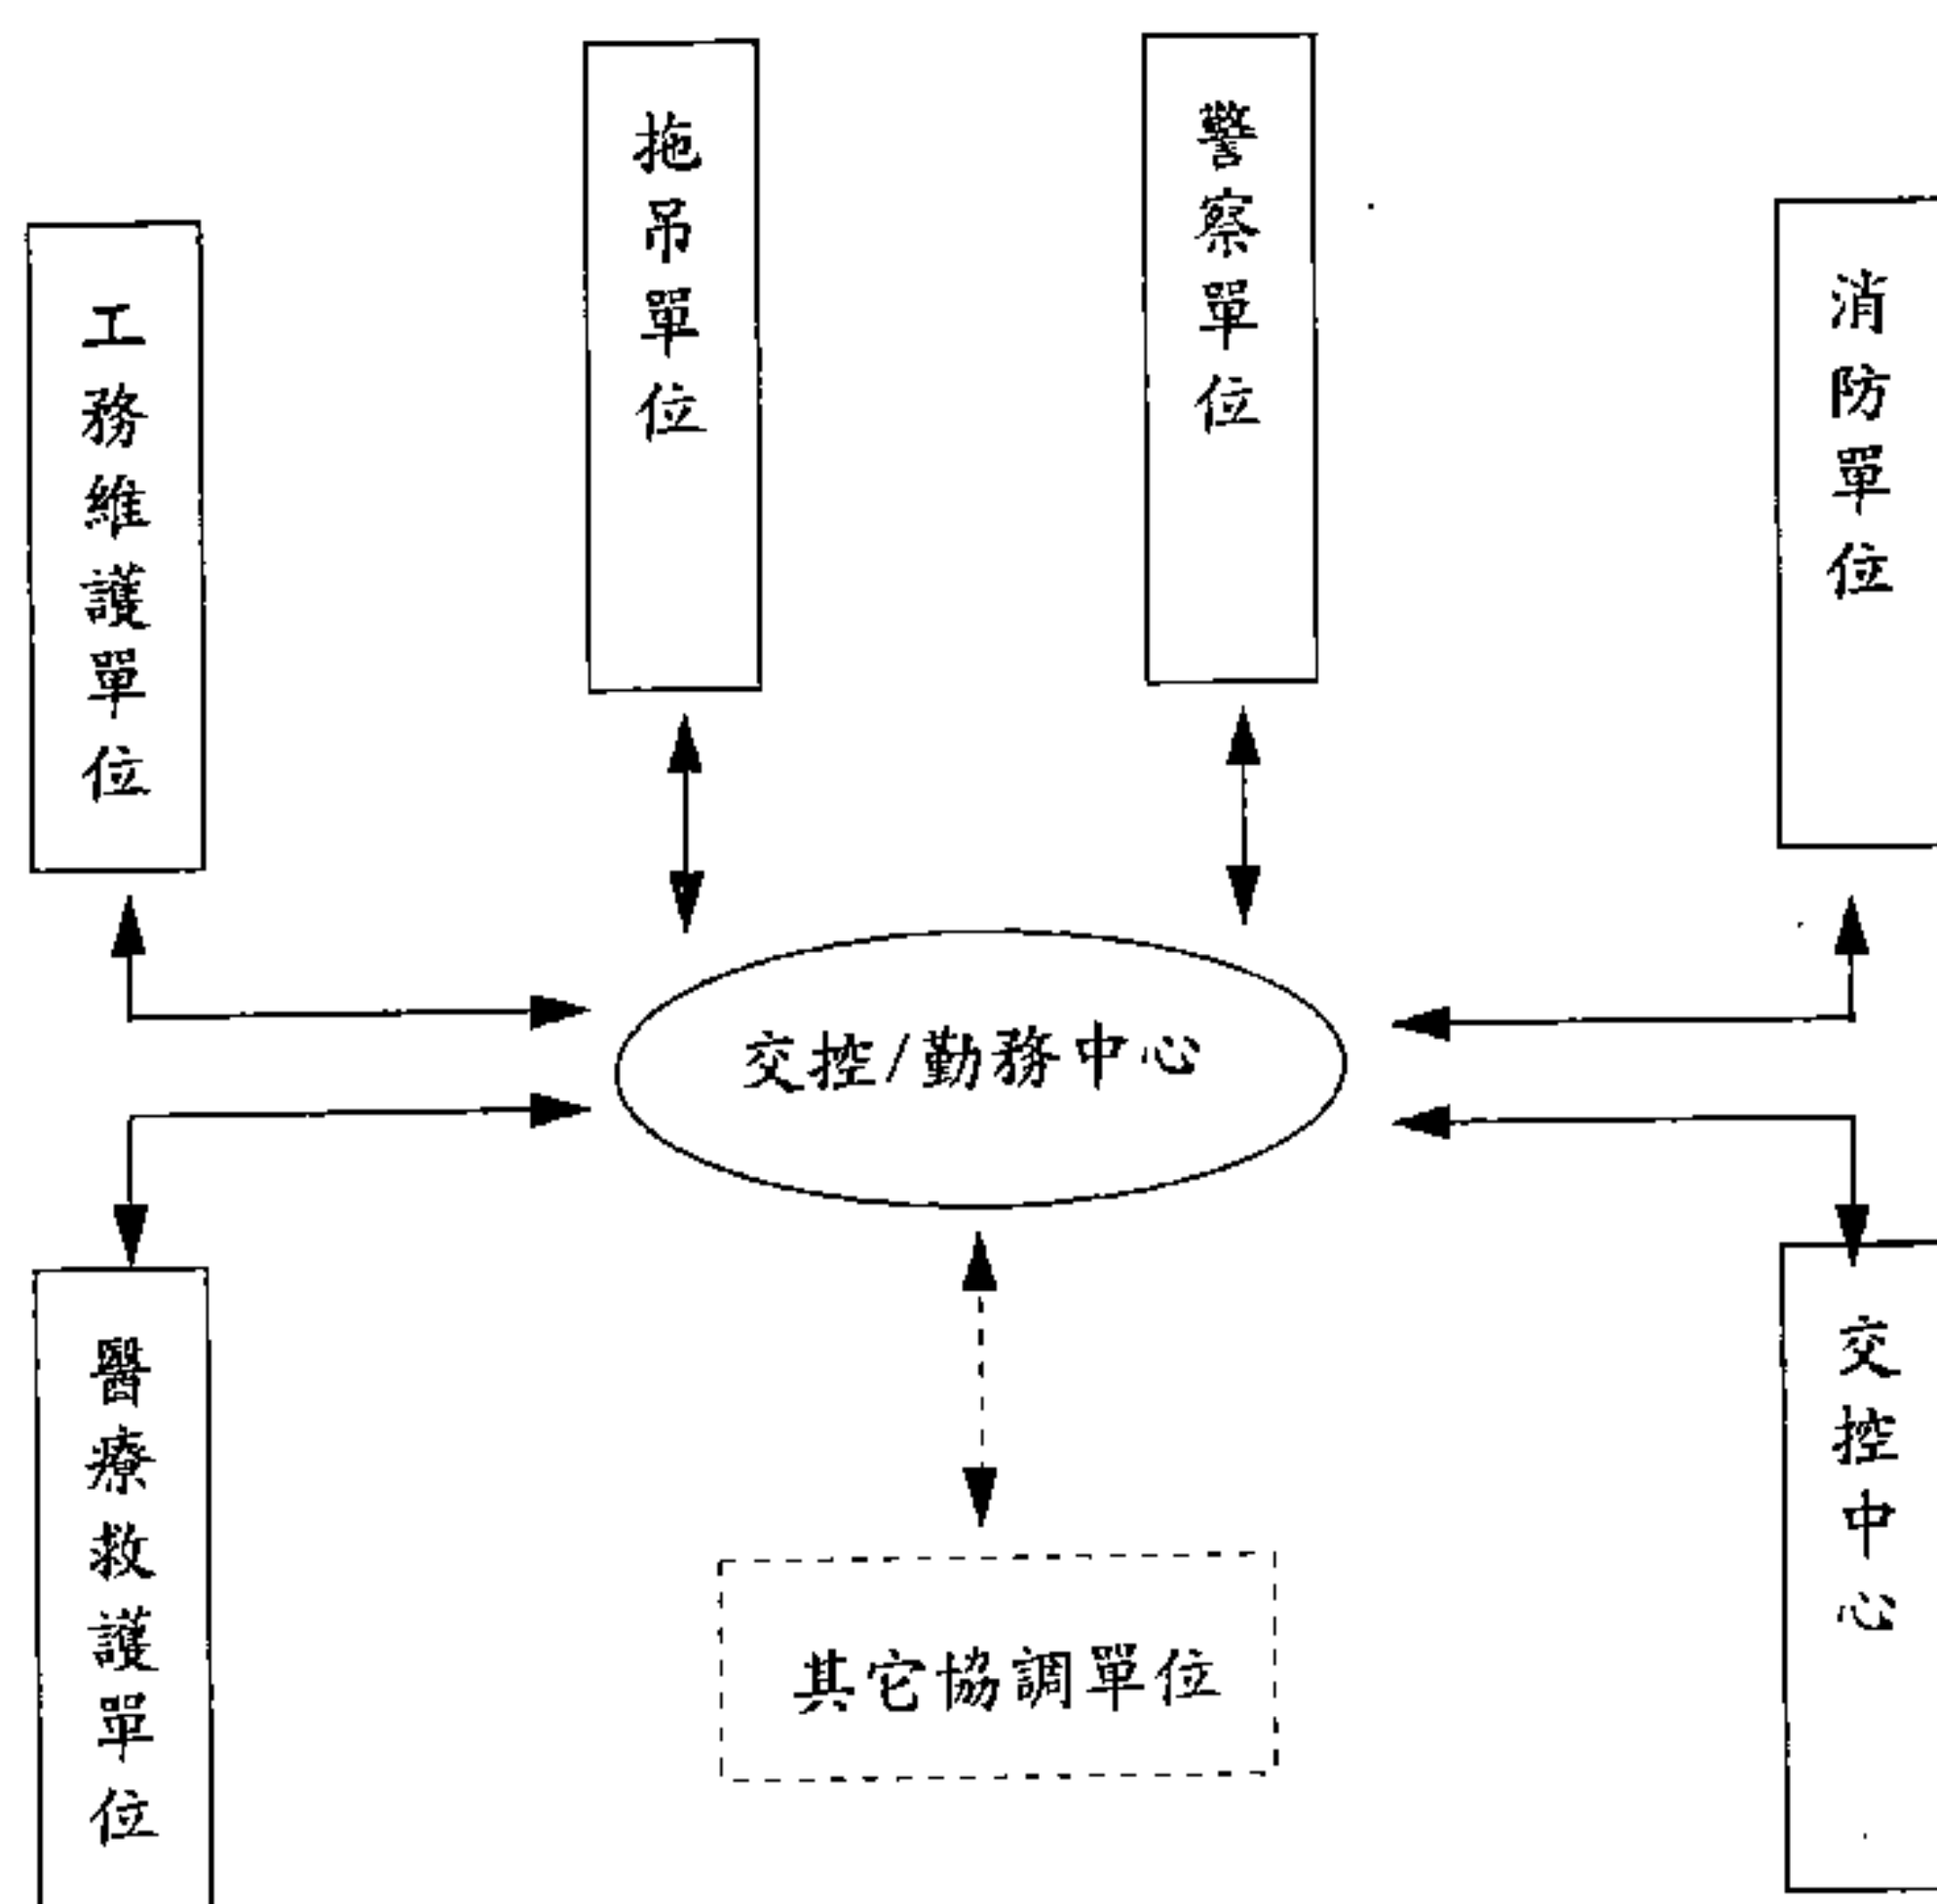 工務維護單位
拖吊單位
警察單位
消防單位
交控/勤務中心
醫療救護單位
其它協調單位
交控中心